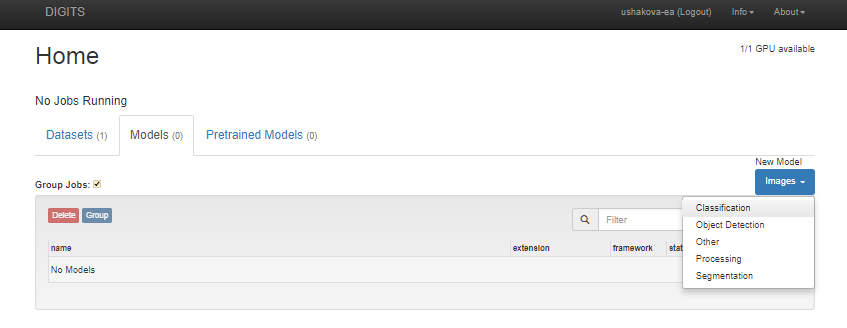 DIGITS ushakova-ea (Logout) Info About
Home
1/1 GPU available
No Jobs Running
Datasets (1) Models (0) Pretrained Models (0)
New Model
Group Jobs: Images
Delete Group Filter
Classification
Object Detection
Other
Processing
Segmentation
name extension framework stat
No Models